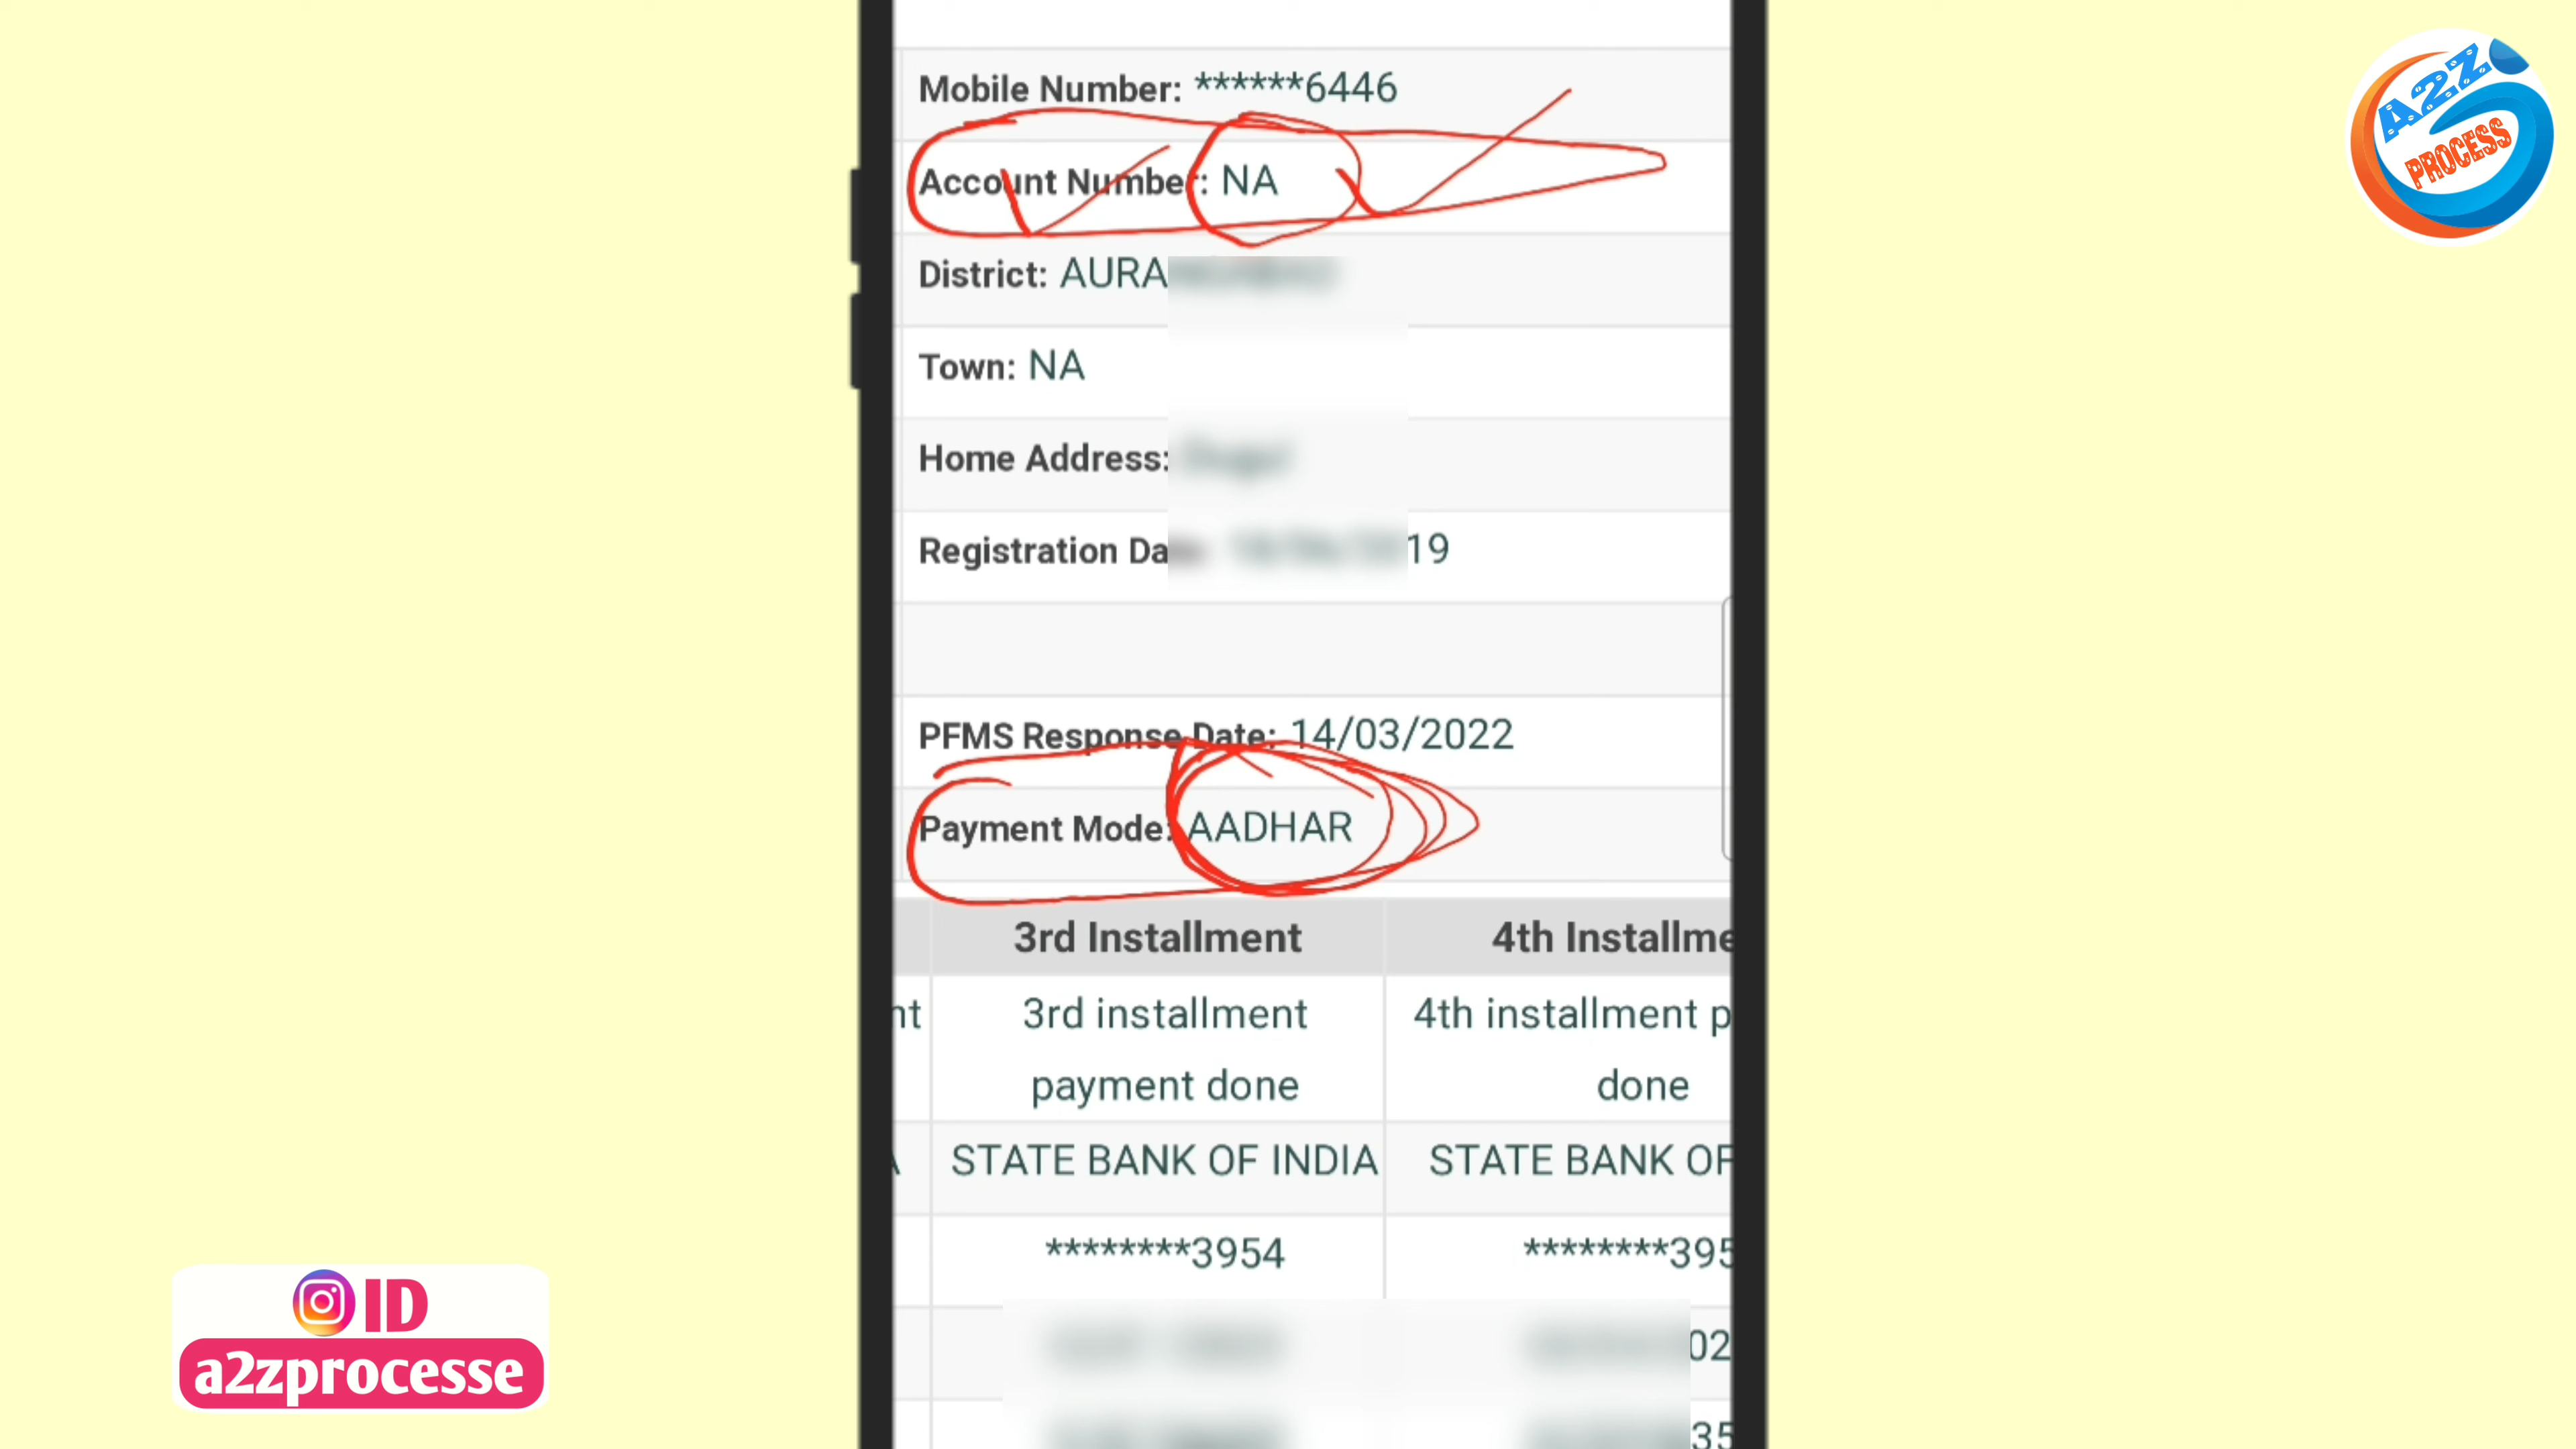 A2Z
PROCESS
Mobile Number: ******6446
Account Number: NA
District: AURA
Town: NA
Home Address:
Registration Da 19
PFMS Response Date: 14/03/2022
Payment Mode: AADHAR
3rd Installment 4th Installme
nt 3rd installment 4th installment p
payment done done
STATE BANK OF INDIA STATE BANK OF
********3954 ********395
02
35
ID
a2zprocesse